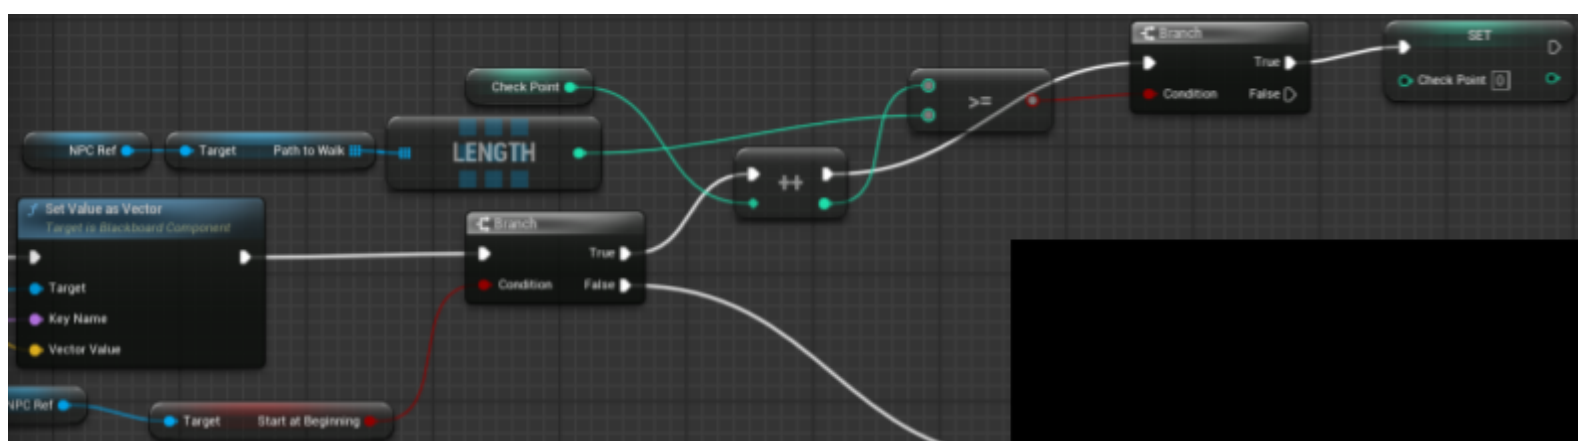 Branch
True
Condition
False
SET
Check Point 0
Check Point
>=
NPC Ref
Target
Path to Walk
LENGTH
++
Set Value as Vector
Target is Blackboard Component
Target
Key Name
Vector Value
Branch
True
Condition
False
NPC Ref
Target
Start at Beginning